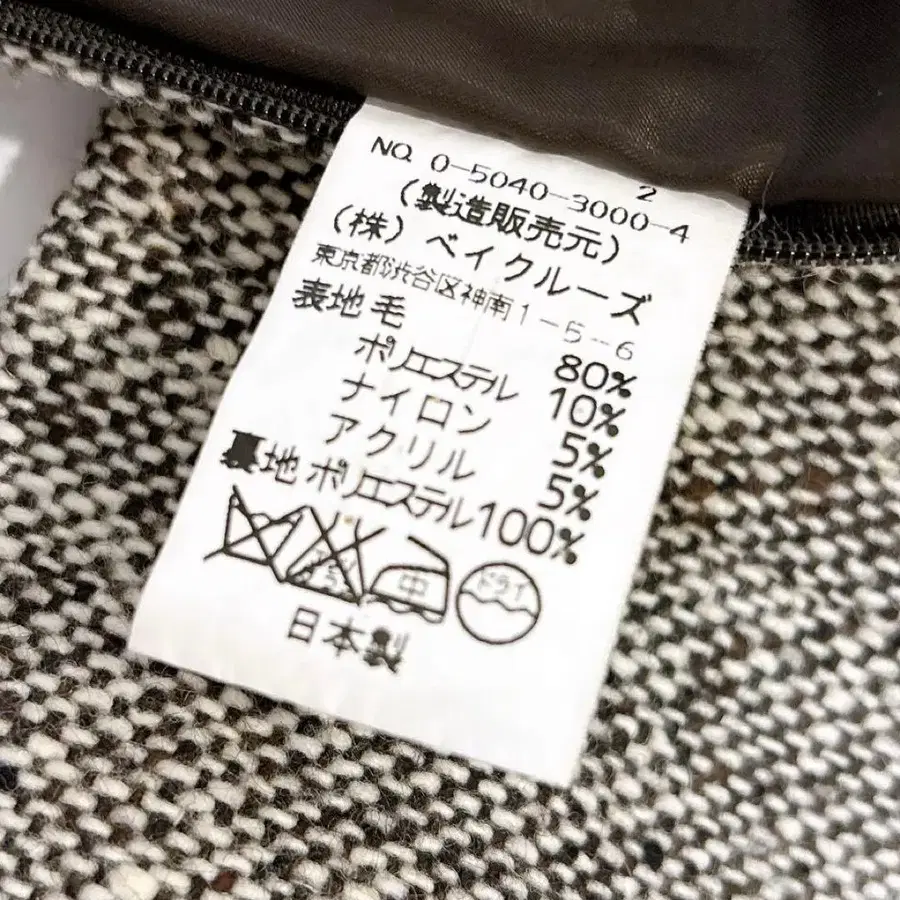 2
NO. 0-5040-3000-4
(製造販売元)
(株) ベイクルーズ
東京都渋谷区神南1-5-6
表地 毛 80%
ポリエステル 10%
ナイロン 5%
アクリル 5%
裏地 ポリエステル 100%
中 ドライ
日本製